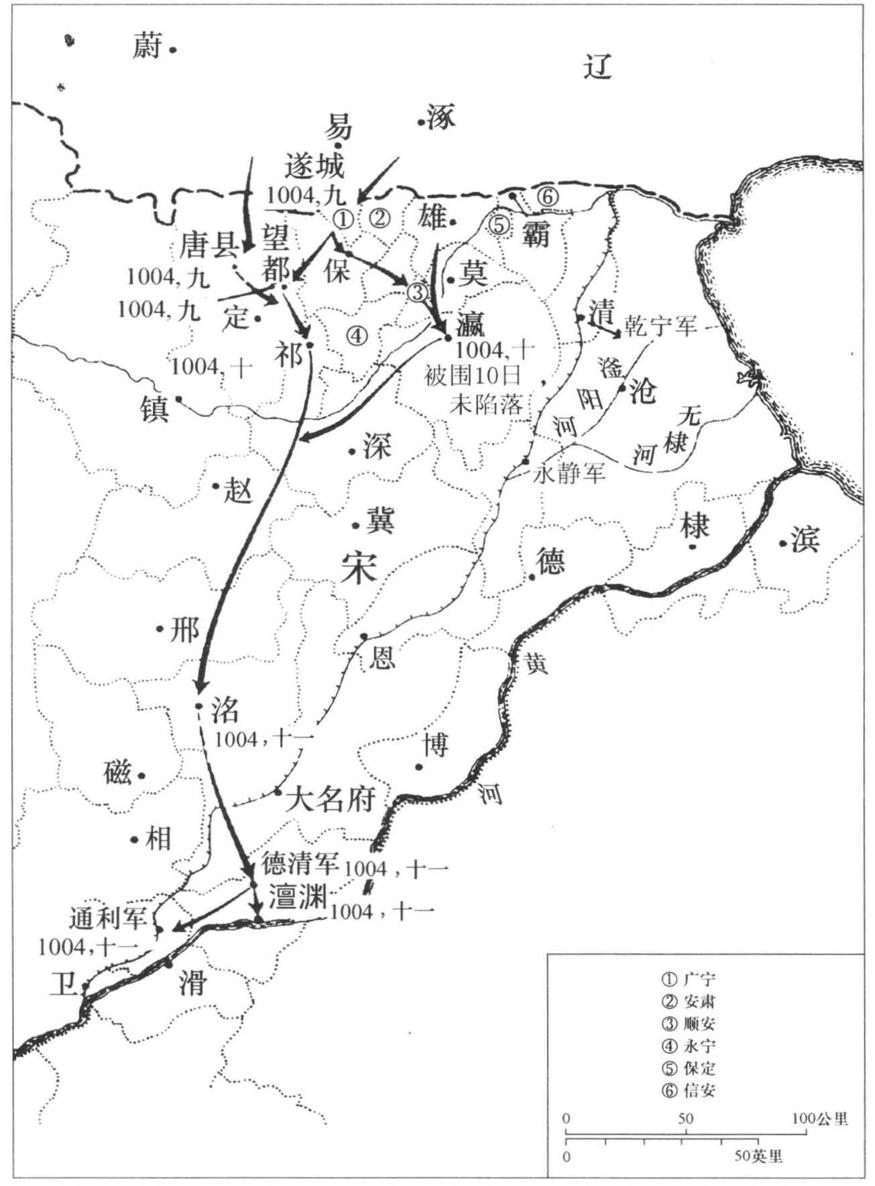 蔚
辽
涿
易
遂城
1004,九
①
②
雄
⑤
霸
⑥
唐县
1004,九
望都
1004,九
保
③
莫
定
④
祁
1004,十
瀛
1004,十
被围10日
未陷落
清
乾宁军
滏阳河
沧
无棣河
镇
深
永静军
赵
冀
宋
德
棣
滨
邢
恩
黄河
洺
1004,十一
博
磁
大名府
相
德清军 1004,十一
澶渊
1004,十一
通利军
1004,十一
卫
滑
① 广宁
② 安肃
③ 顺安
④ 永宁
⑤ 保定
⑥ 信安
0 50 100公里
0 50英里